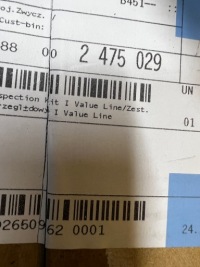 oj.Zwycz. /
Cust-bin:
88 00 2 475 029
UN
spection Kit I Value Line/Zest.
rzeglądowy I Value Line
01
02650962 0001
24.